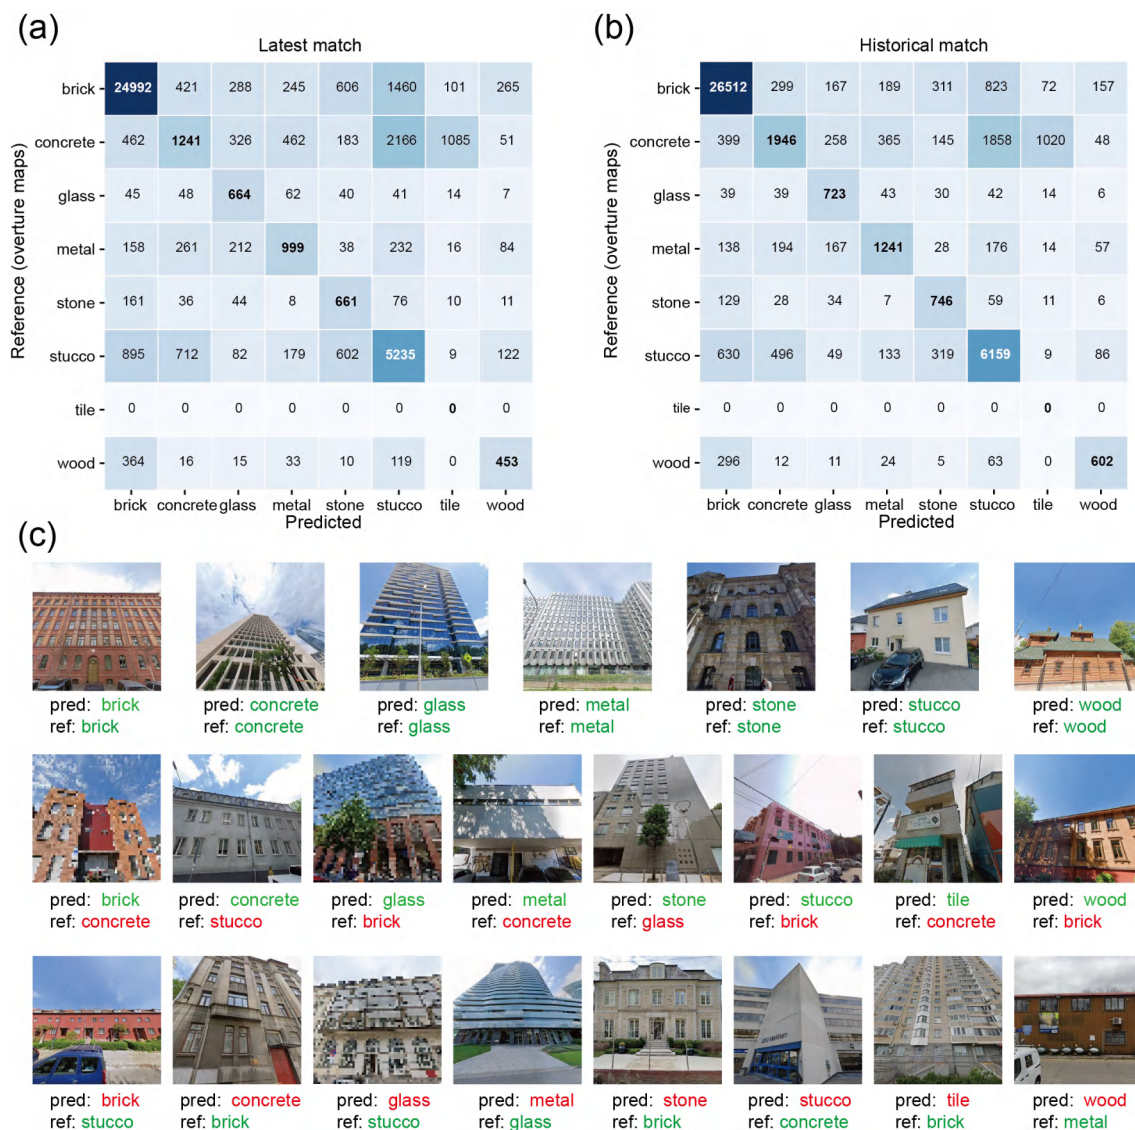 (a)
Latest match
brick 24992 421 288 245 606 1460 101 265
concrete 462 1241 326 462 183 2166 1085 51
glass 45 48 664 62 40 41 14 7
metal 158 261 212 999 38 232 16 84
stone 161 36 44 8 661 76 10 11
stucco 895 712 82 179 602 5235 9 122
tile 0 0 0 0 0 0 0 0
wood 364 16 15 33 10 119 0 453
brick concrete glass metal stone stucco tile wood
Predicted
Reference (overture maps)
(b)
Historical match
brick 26512 299 167 189 311 823 72 157
concrete 399 1946 258 365 145 1858 1020 48
glass 39 39 723 43 30 42 14 6
metal 138 194 167 1241 28 176 14 57
stone 129 28 34 7 746 59 11 6
stucco 630 496 49 133 319 6159 9 86
tile 0 0 0 0 0 0 0 0
wood 296 12 11 24 5 63 0 602
brick concrete glass metal stone stucco tile wood
Predicted
Reference (overture maps)
(c)
pred: brick pred: concrete pred: glass pred: metal pred: stone pred: stucco pred: wood
ref: brick ref: concrete ref: glass ref: metal ref: stone ref: stucco ref: wood
pred: brick pred: concrete pred: glass pred: metal pred: stone pred: stucco pred: tile pred: wood
ref: concrete ref: stucco ref: brick ref: concrete ref: glass ref: brick ref: concrete ref: brick
pred: brick pred: concrete pred: glass pred: metal pred: stone pred: stucco pred: tile pred: wood
ref: stucco ref: brick ref: stucco ref: glass ref: brick ref: concrete ref: brick ref: metal